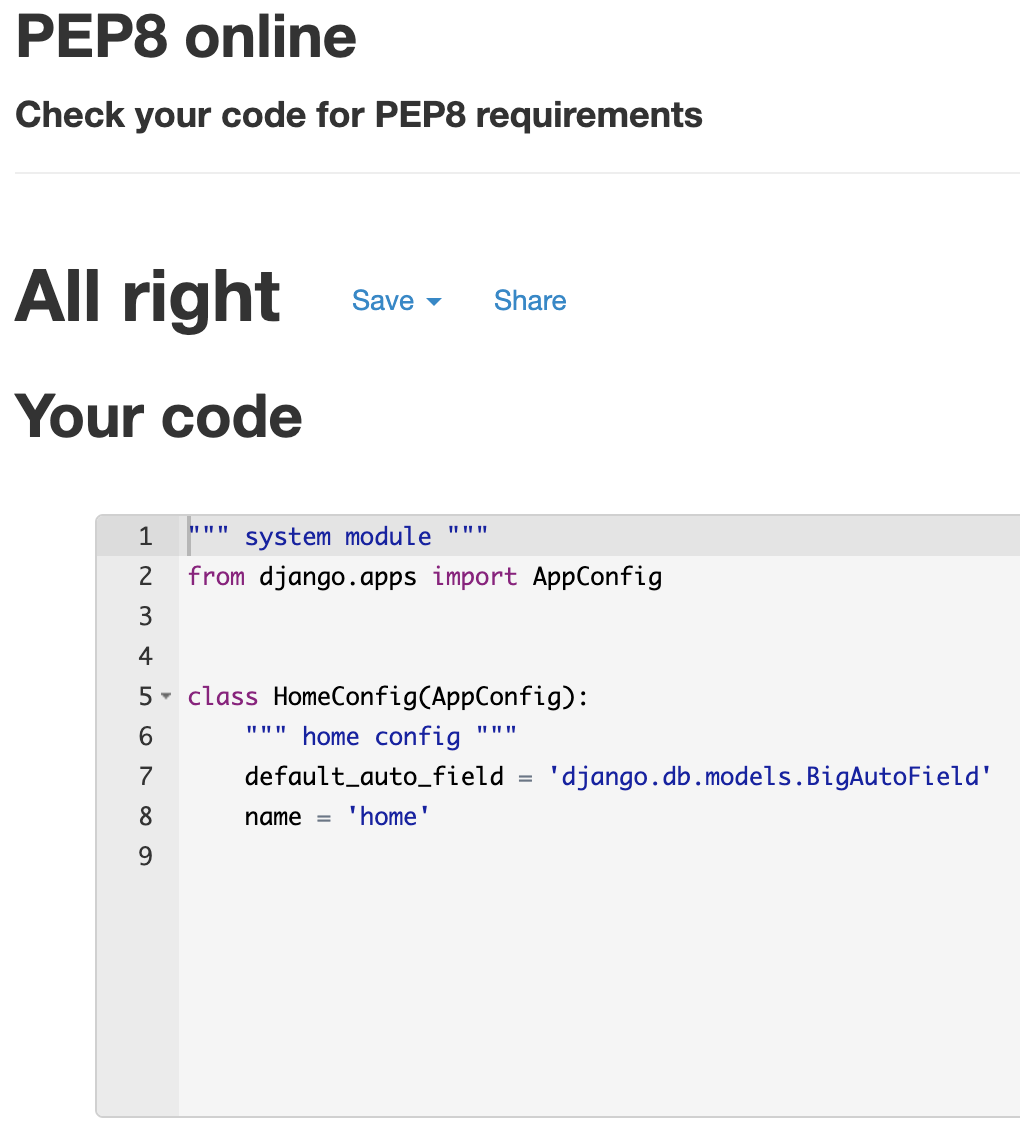 PEP8 online
Check your code for PEP8 requirements
All right Save Share
Your code
1 """ system module """
2 from django.apps import AppConfig
3
4
5 class HomeConfig(AppConfig):
6     """ home config """
7     default_auto_field = 'django.db.models.BigAutoField'
8     name = 'home'
9